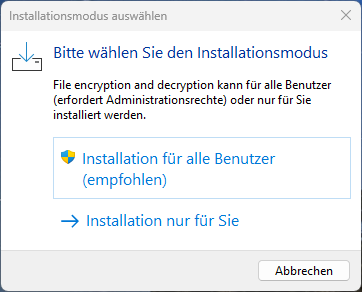 Installationsmodus auswählen
Bitte wählen Sie den Installationsmodus
File encryption and decryption kann für alle Benutzer
(erfordert Administrationsrechte) oder nur für Sie
installiert werden.
Installation für alle Benutzer
(empfohlen)
Installation nur für Sie
Abbrechen